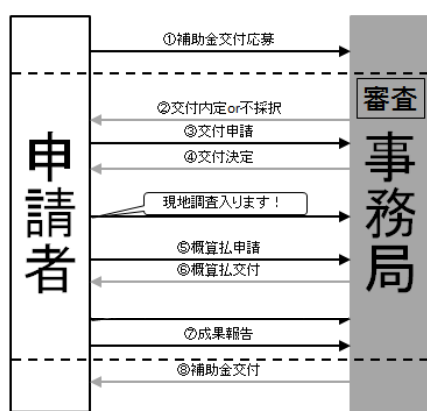 ①補助金交付応募
審査
②交付内定or不採択
③交付申請
④交付決定
申請者
事務局
現地調査入ります！
⑤概算払申請
⑥概算払交付
⑦成果報告
⑧補助金交付